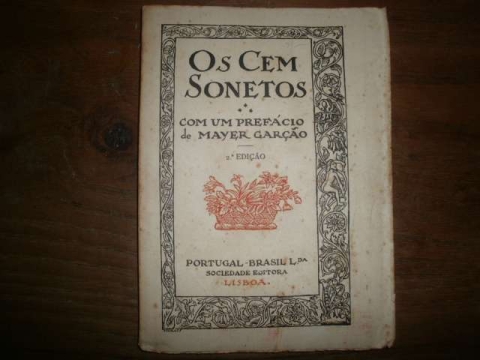 OS CEM
SONETOS
COM UM PREFÁCIO
de MAYER GARÇÃO
2.ª EDIÇÃO
PORTUGAL-BRASIL L.DA
SOCIEDADE EDITORA
LISBOA.